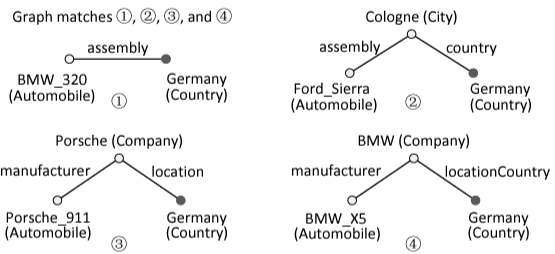 Graph matches ①, ②, ③, and ④
assembly
BMW_320
(Automobile)
Germany
(Country)
①
Cologne (City)
assembly
country
Ford_Sierra
(Automobile)
Germany
(Country)
②
Porsche (Company)
manufacturer
location
Porsche_911
(Automobile)
Germany
(Country)
③
BMW (Company)
manufacturer
locationCountry
BMW_X5
(Automobile)
Germany
(Country)
④